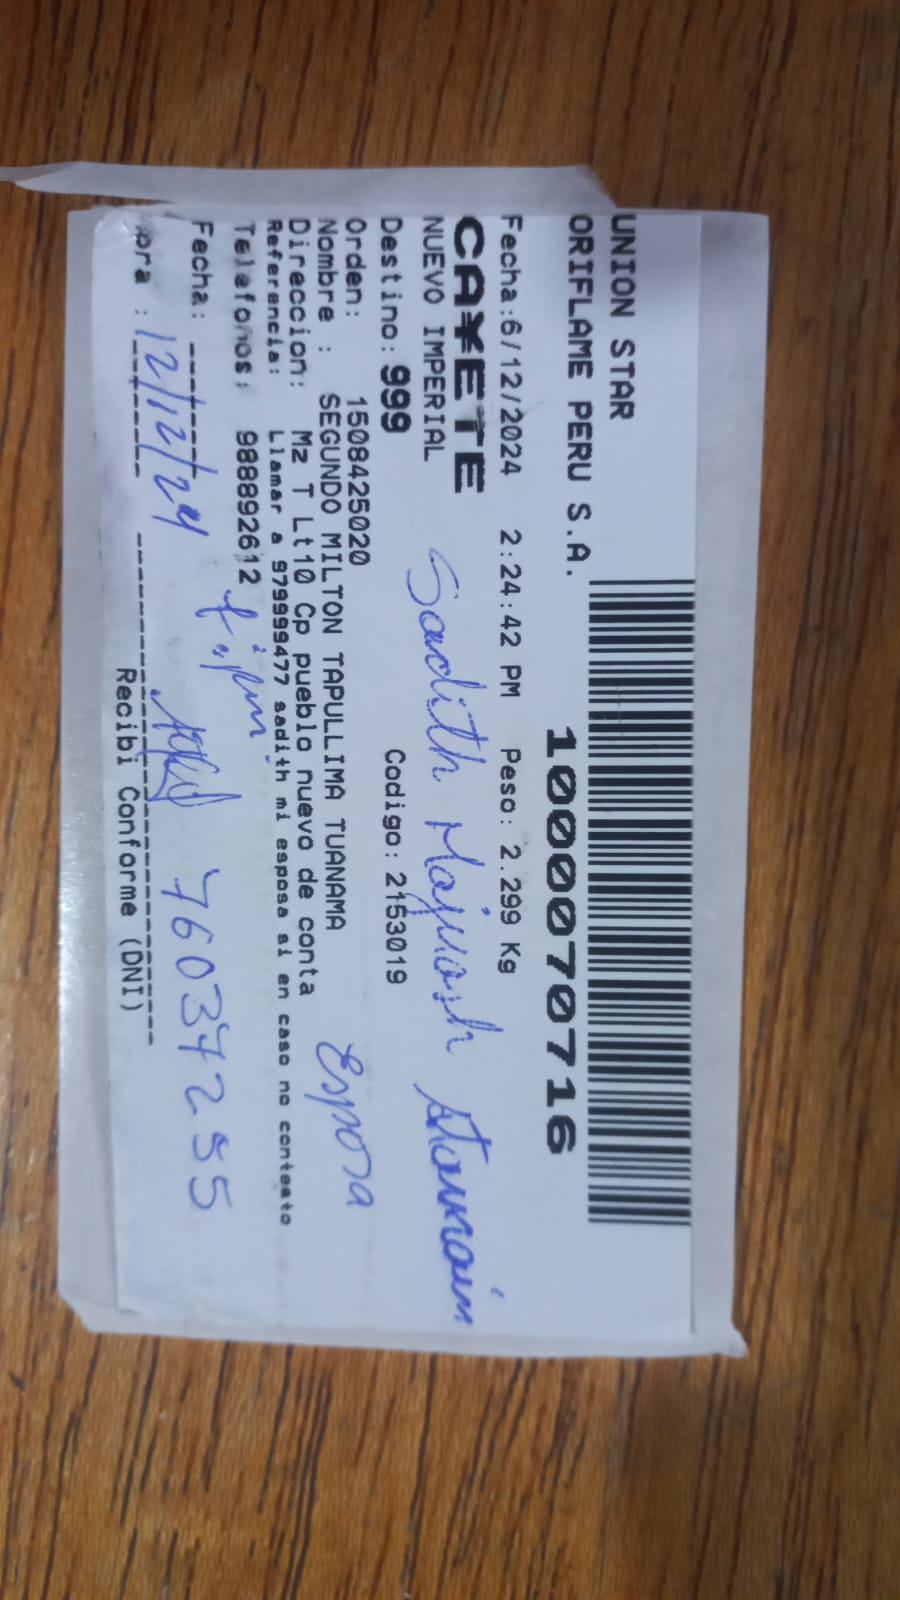 UNION STAR
ORIFLAME PERU S.A.
1000070716
Fecha:6/12/2024 2:24:42 PM Peso: 2.299 Kg
CAÑETE
NUEVO IMPERIAL
Sadith
Destino: 999 Codigo: 2153019
Orden: 1508425020
Nombre : SEGUNDO MILTON TAPULLIMA TUANAMA
esposa
Direccion: Mz T Lt10 Cp pueblo nuevo de conta
Referencia: Llamar a 979999477 sadith mi esposa si en caso no contesto
Telefonos: 988892612
Fecha: 12/12/24
76037255
Hora :
Recibi Conforme (DNI)